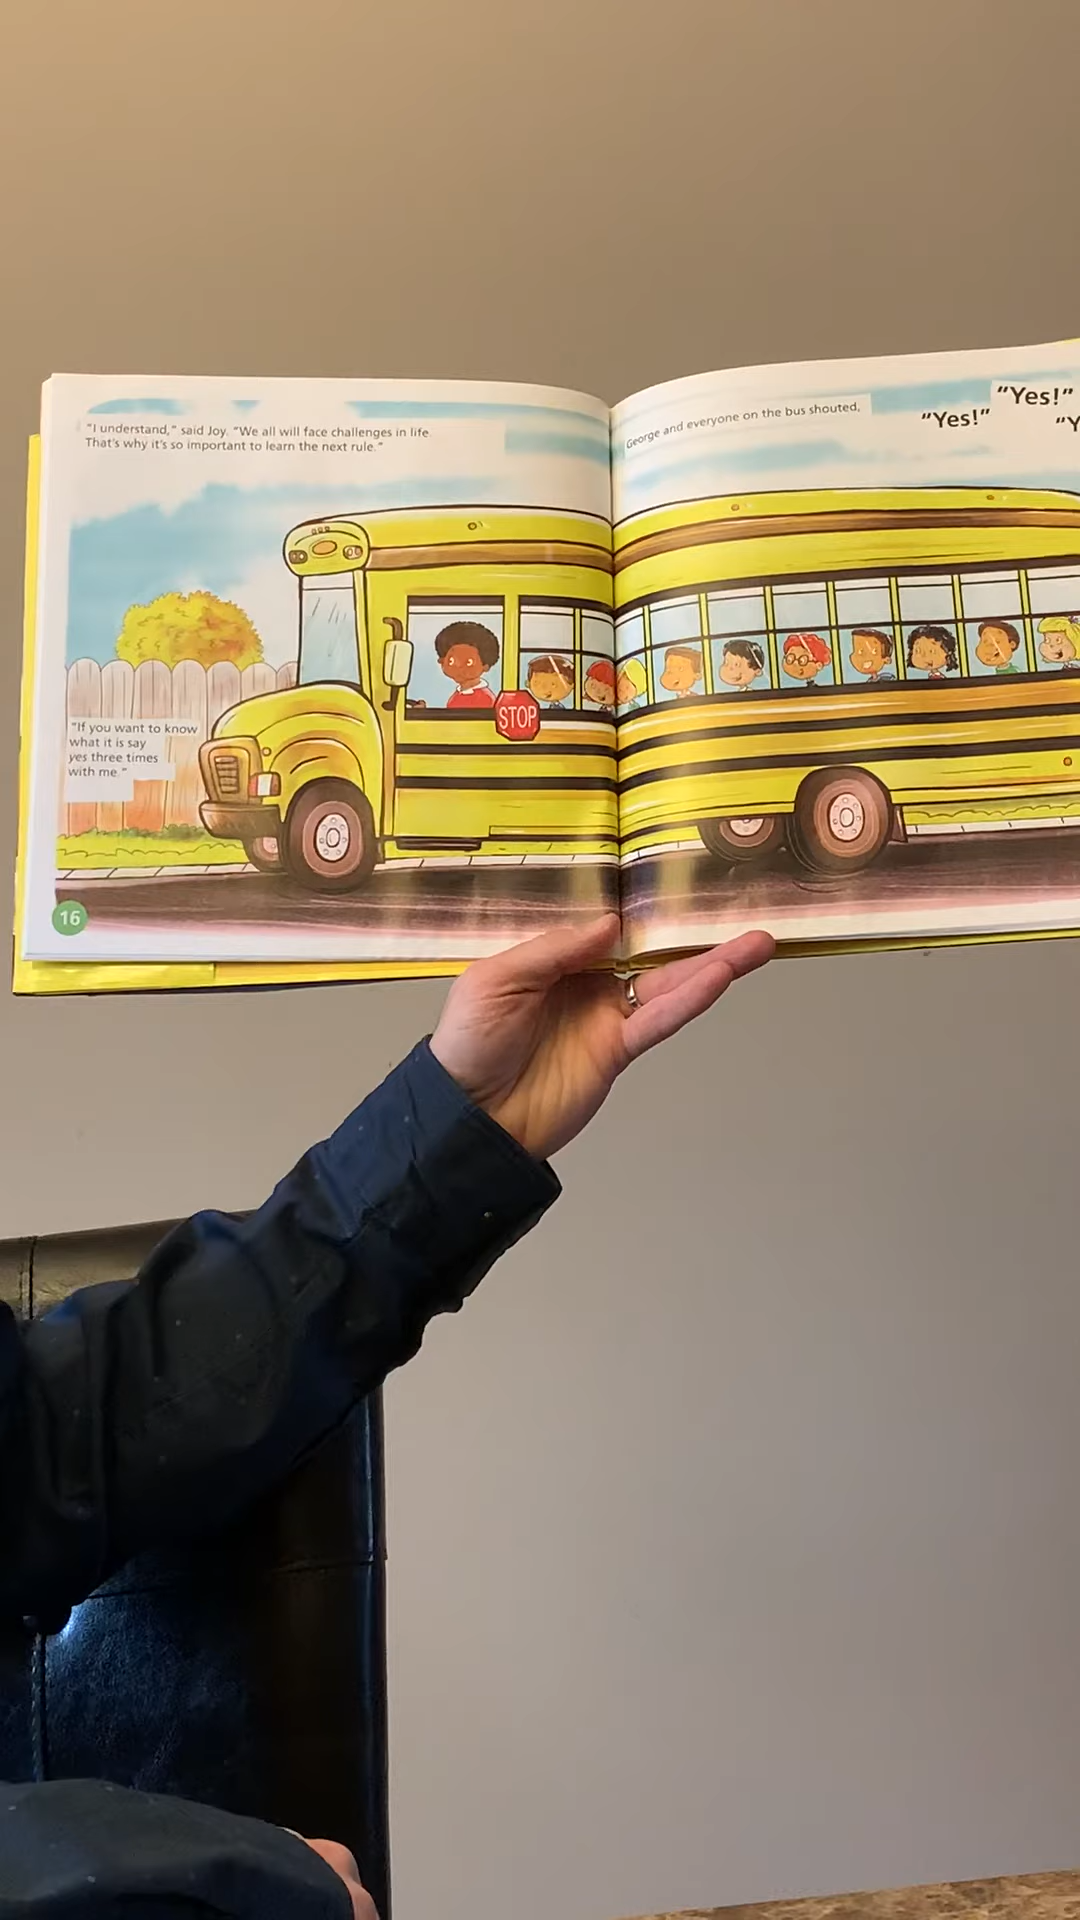 "I understand," said Joy. "We all will face challenges in life.
That's why it's so important to learn the next rule."
"If you want to know
what it is say
yes three times
with me."
STOP
16
George and everyone on the bus shouted,
"Yes!"
"Yes!"
"Y